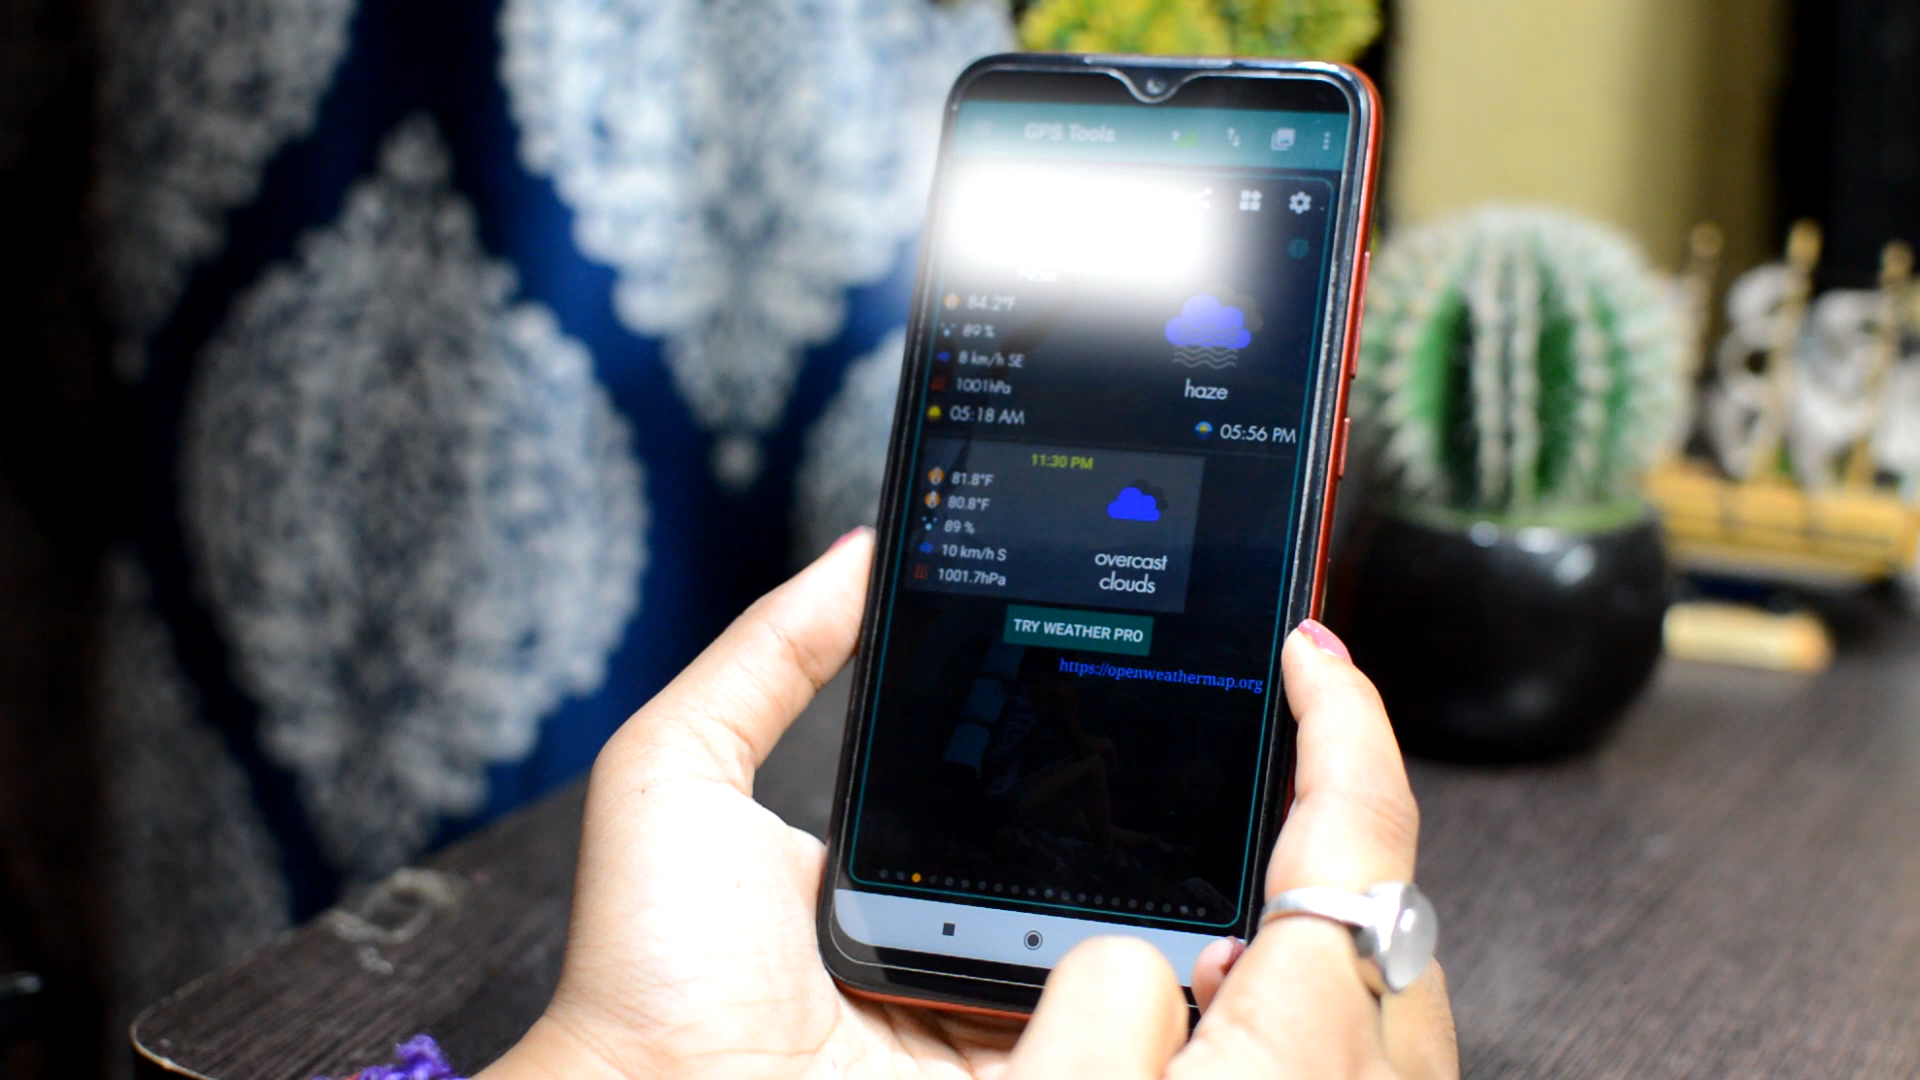 GPS Tools
64.2°F
89 %
8 km/h SE
1001hPa
haze
05:18 AM
05:56 PM
11:30 PM
81.8°F
80.8°F
89 %
10 km/h S
1001.7hPa
overcast
clouds
TRY WEATHER PRO
https://openweathermap.org